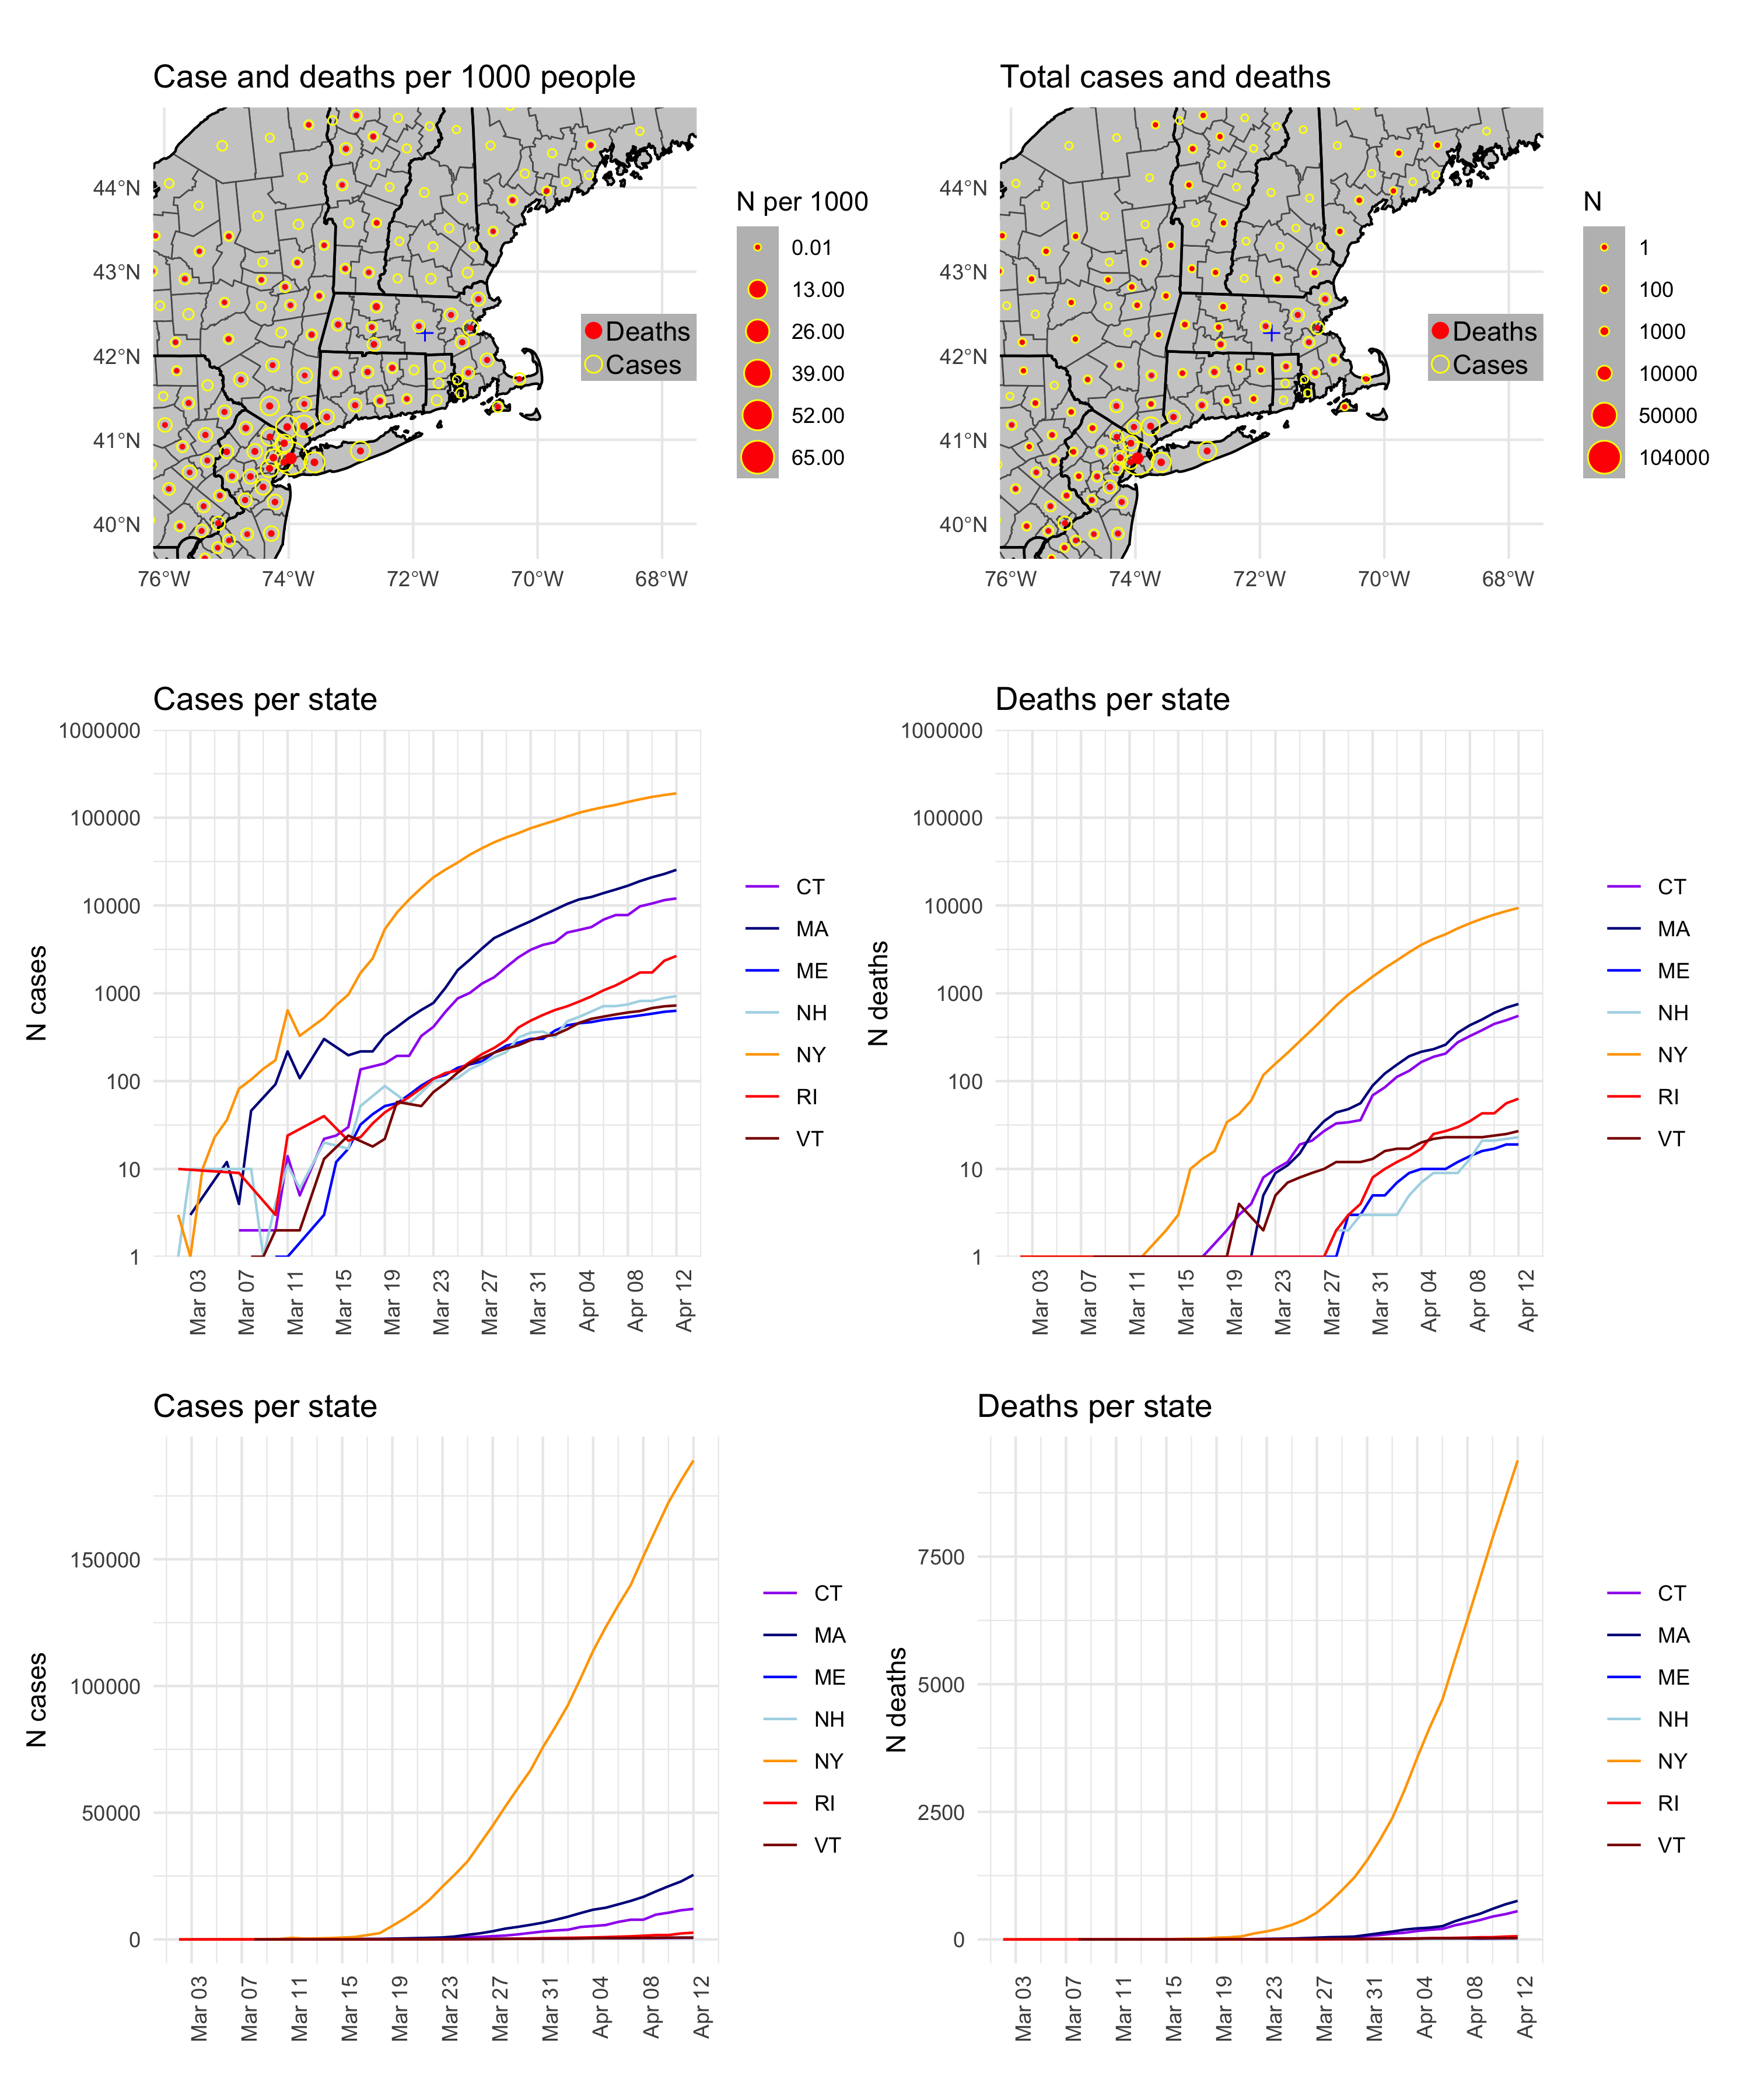 Case and deaths per 1000 people
44°N
43°N
42°N
41°N
40°N
76°W 74°W 72°W 70°W 68°W
Deaths
Cases
N per 1000
0.01
13.00
26.00
39.00
52.00
65.00
Total cases and deaths
44°N
43°N
42°N
41°N
40°N
76°W 74°W 72°W 70°W 68°W
Deaths
Cases
N
1
100
1000
10000
50000
104000
Cases per state
N cases
1000000
100000
10000
1000
100
10
1
Mar 03 Mar 07 Mar 11 Mar 15 Mar 19 Mar 23 Mar 27 Mar 31 Apr 04 Apr 08 Apr 12
CT
MA
ME
NH
NY
RI
VT
Deaths per state
N deaths
1000000
100000
10000
1000
100
10
1
Mar 03 Mar 07 Mar 11 Mar 15 Mar 19 Mar 23 Mar 27 Mar 31 Apr 04 Apr 08 Apr 12
CT
MA
ME
NH
NY
RI
VT
Cases per state
N cases
150000
100000
50000
0
Mar 03 Mar 07 Mar 11 Mar 15 Mar 19 Mar 23 Mar 27 Mar 31 Apr 04 Apr 08 Apr 12
CT
MA
ME
NH
NY
RI
VT
Deaths per state
N deaths
7500
5000
2500
0
Mar 03 Mar 07 Mar 11 Mar 15 Mar 19 Mar 23 Mar 27 Mar 31 Apr 04 Apr 08 Apr 12
CT
MA
ME
NH
NY
RI
VT